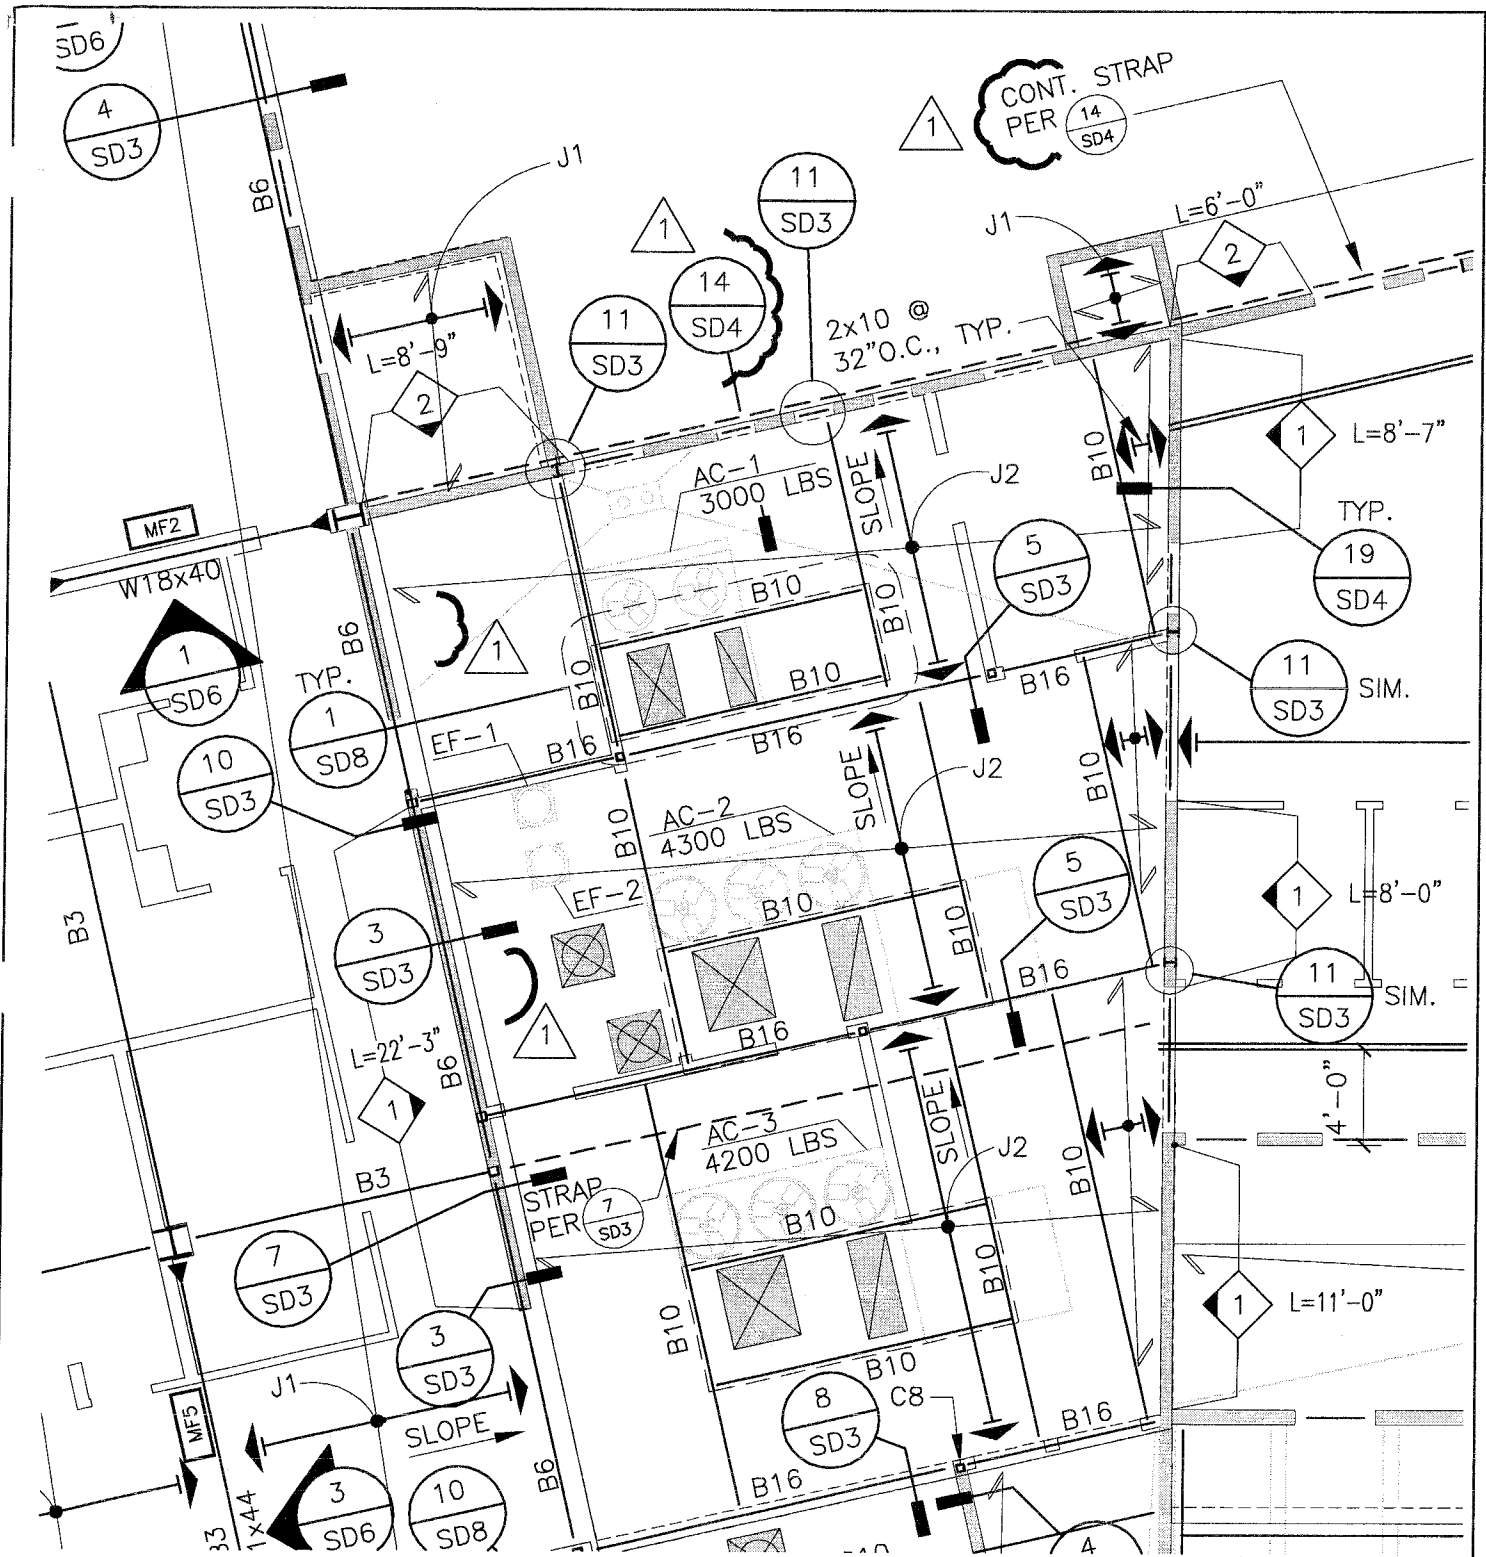 SD6
4
SD3
J1
B6
CONT. STRAP
PER 14
SD4
1
11
SD3
1
14
SD4
11
SD3
J1
L=6'-0"
2
2x10 @
32"O.C., TYP.
L=8'-9"
2
B10
1
L=8'-7"
AC-1
3000 LBS
SLOPE
J2
MF2
W18x40
TYP.
19
SD4
5
SD3
B10
B10
B6
1
1
SD6
B10
B10
B16
11
SD3
SIM.
TYP.
1
SD8
EF-1
B16
B16
10
SD3
SLOPE
J2
B10
AC-2
4300 LBS
B10
5
SD3
EF-2
B10
B10
1
L=8'-0"
B3
3
SD3
B16
11
SD3
SIM.
1
B16
L=22'-3"
B6
1
SLOPE
4'-0"
AC-3
4200 LBS
J2
B10
B3
STRAP
PER 7
SD3
B10
7
SD3
B10
B10
1
L=11'-0"
3
SD3
J1
SLOPE
MF5
B10
C8
8
SD3
B16
B6
B16
3
SD6
10
SD8
4